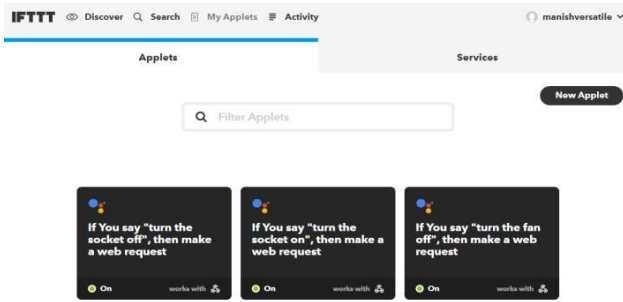 IFTTT Discover Search My Applets Activity manishversatile
Applets Services
New Applet
Filter Applets
If You say "turn the
socket off", then make
a web request
On works with
If You say "turn the
socket on", then make a
web request
On works with
If You say "turn the fan
off", then make a web
request
On works with